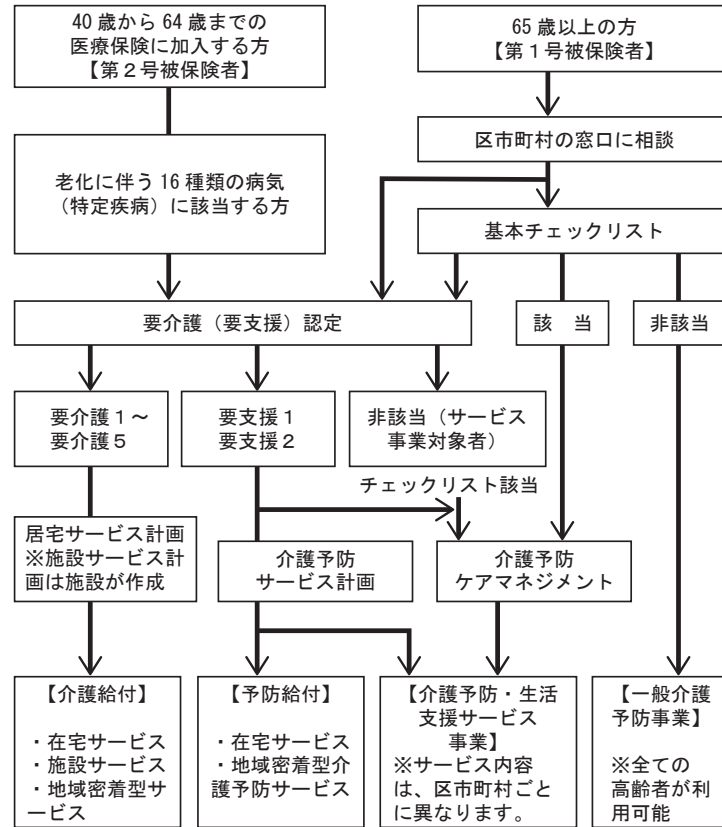 40歳から64歳までの
医療保険に加入する方
【第２号被保険者】
65歳以上の方
【第１号被保険者】
区市町村の窓口に相談
老化に伴う16種類の病気
（特定疾病）に該当する方
基本チェックリスト
要介護（要支援）認定
該　当
非該当
要介護１～
要介護５
要支援１
要支援２
非該当（サービス
事業対象者）
チェックリスト該当
居宅サービス計画
※施設サービス計
画は施設が作成
介護予防
サービス計画
介護予防
ケアマネジメント
【介護給付】
・在宅サービス
・施設サービス
・地域密着型サ
ービス
【予防給付】
・在宅サービス
・地域密着型介
護予防サービス
【介護予防・生活
支援サービス
事業】
※サービス内容
は、区市町村ごと
に異なります。
【一般介護
予防事業】
※全ての
高齢者が利
用可能